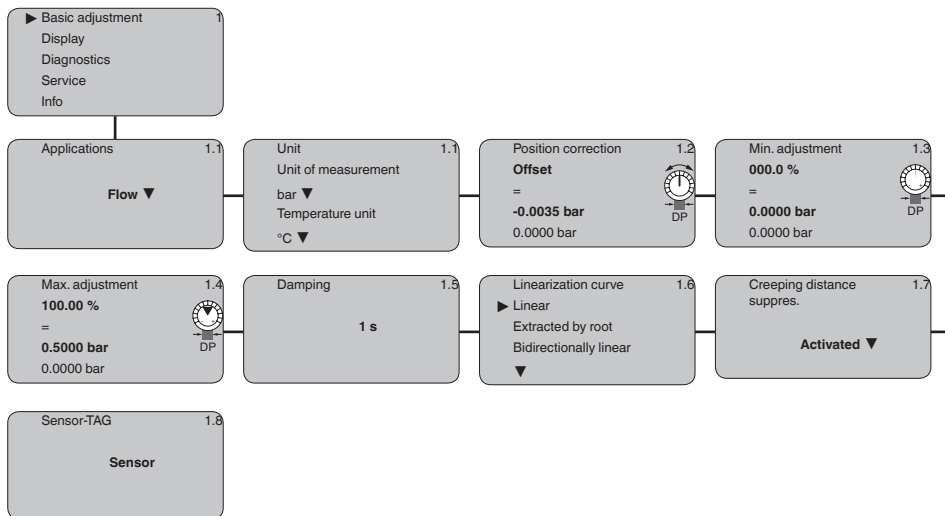 ▶ Basic adjustment 1
Display
Diagnostics
Service
Info
Applications 1.1
Flow ▼
Unit 1.1
Unit of measurement
bar ▼
Temperature unit
°C ▼
Position correction 1.2
Offset
=
-0.0035 bar
0.0000 bar
DP
Min. adjustment 1.3
000.0 %
=
0.0000 bar
0.0000 bar
DP
Max. adjustment 1.4
100.00 %
=
0.5000 bar
0.0000 bar
DP
Damping 1.5
1 s
Linearization curve 1.6
▶ Linear
Extracted by root
Bidirectionally linear
▼
Creeping distance 1.7
suppres.
Activated ▼
Sensor-TAG 1.8
Sensor